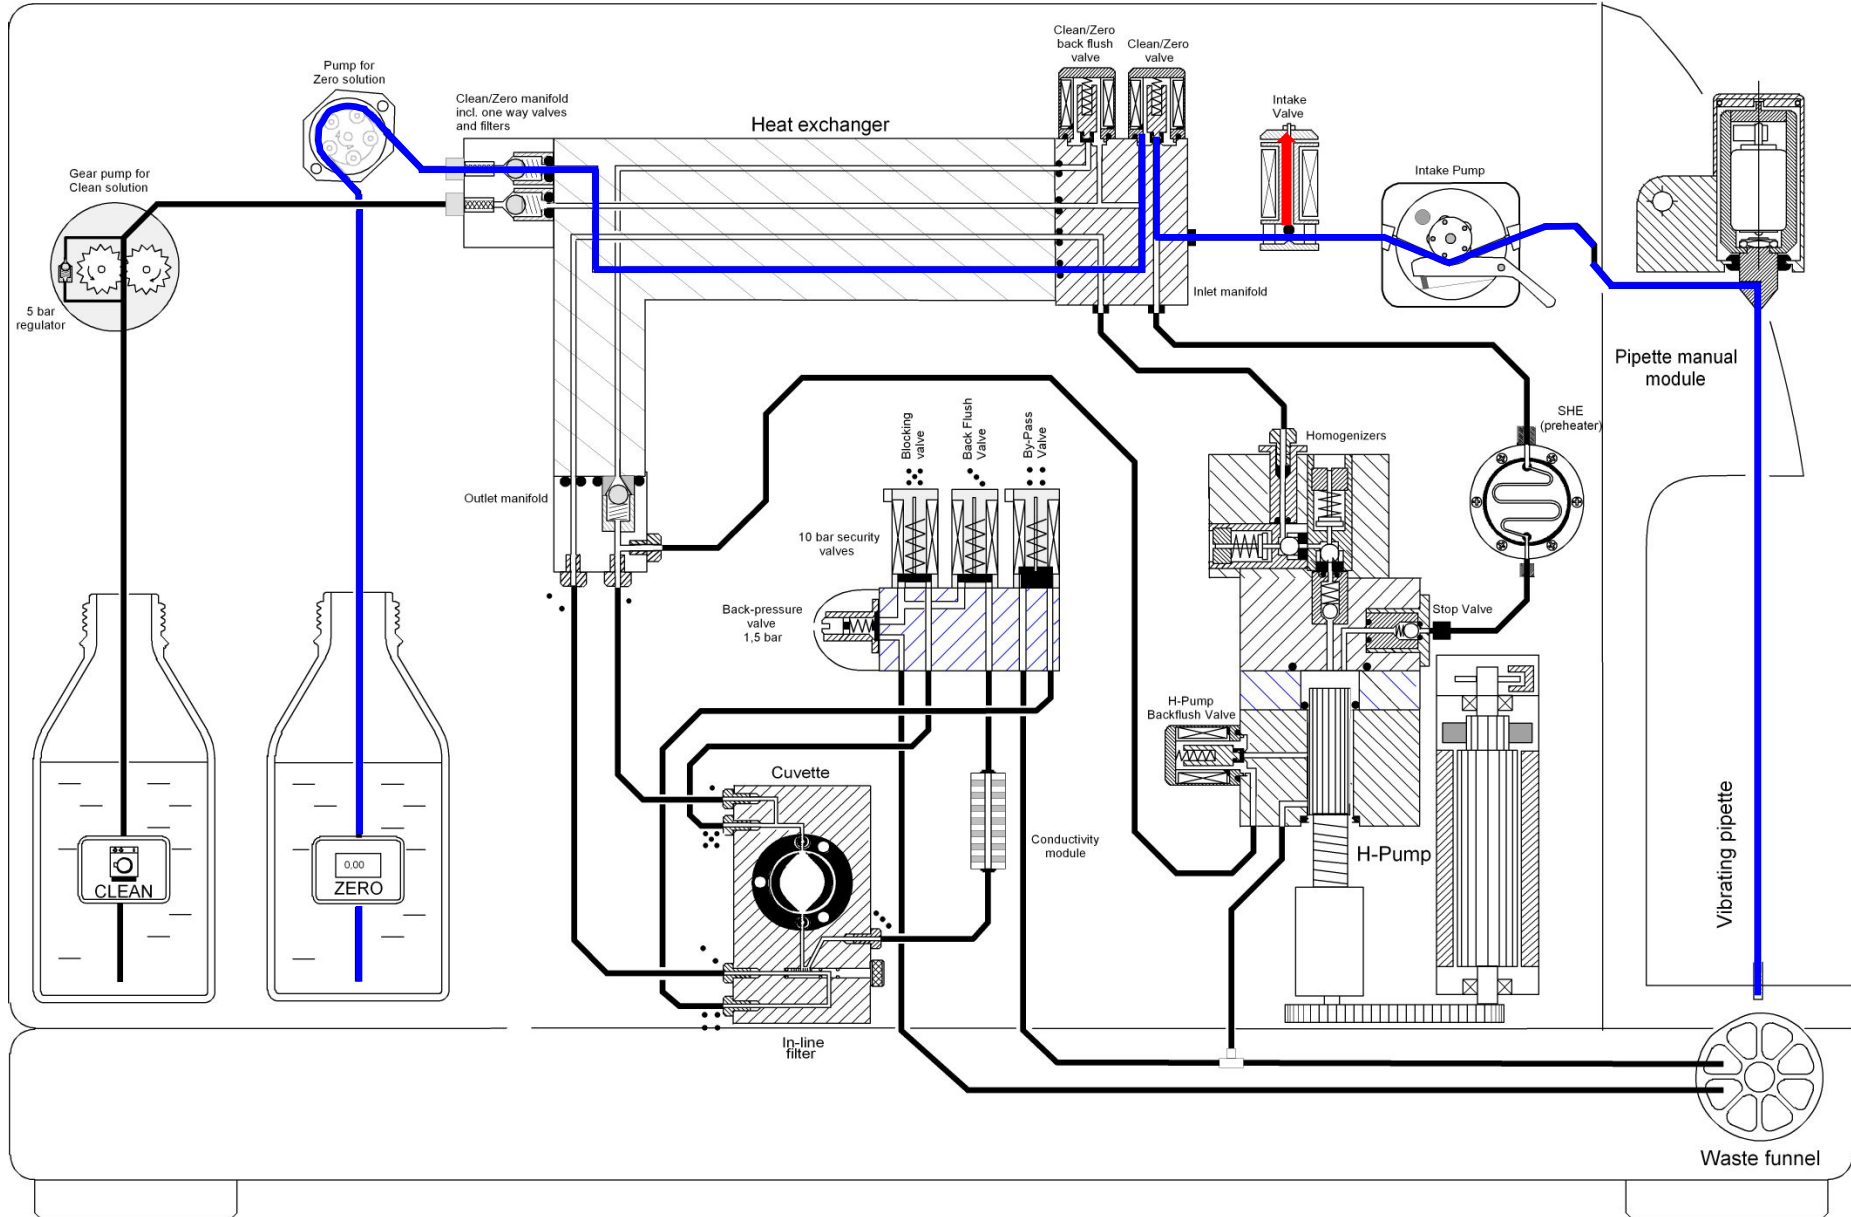 Clean/Zero
back flush
valve
Clean/Zero
valve
Pump for
Zero solution
Clean/Zero manifold
incl. one way valves
and filters
Heat exchanger
Intake
Valve
Gear pump for
Clean solution
Intake Pump
5 bar
regulator
Inlet manifold
Pipette manual
module
SHE
(preheater)
Blocking
valve
Back Flush
Valve
By-Pass
Valve
Homogenizers
Outlet manifold
10 bar security
valves
Back-pressure
valve
1,5 bar
Stop Valve
H-Pump
Backflush Valve
Cuvette
Conductivity
module
H-Pump
Vibrating pipette
CLEAN
0,00
ZERO
In-line
filter
Waste funnel